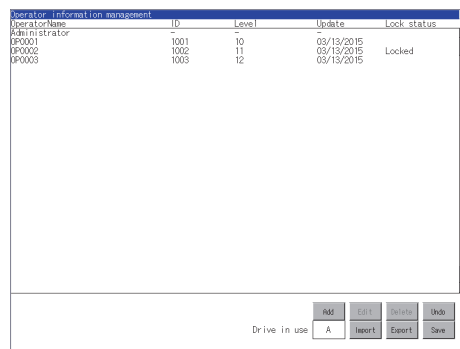 Operator information management
OperatorName ID Level Update Lock status
Administrator - - -
OP0001 1001 10 03/13/2015
OP0002 1002 11 03/13/2015 Locked
OP0003 1003 12 03/13/2015
Add Edit Delete Undo
Drive in use A Import Export Save